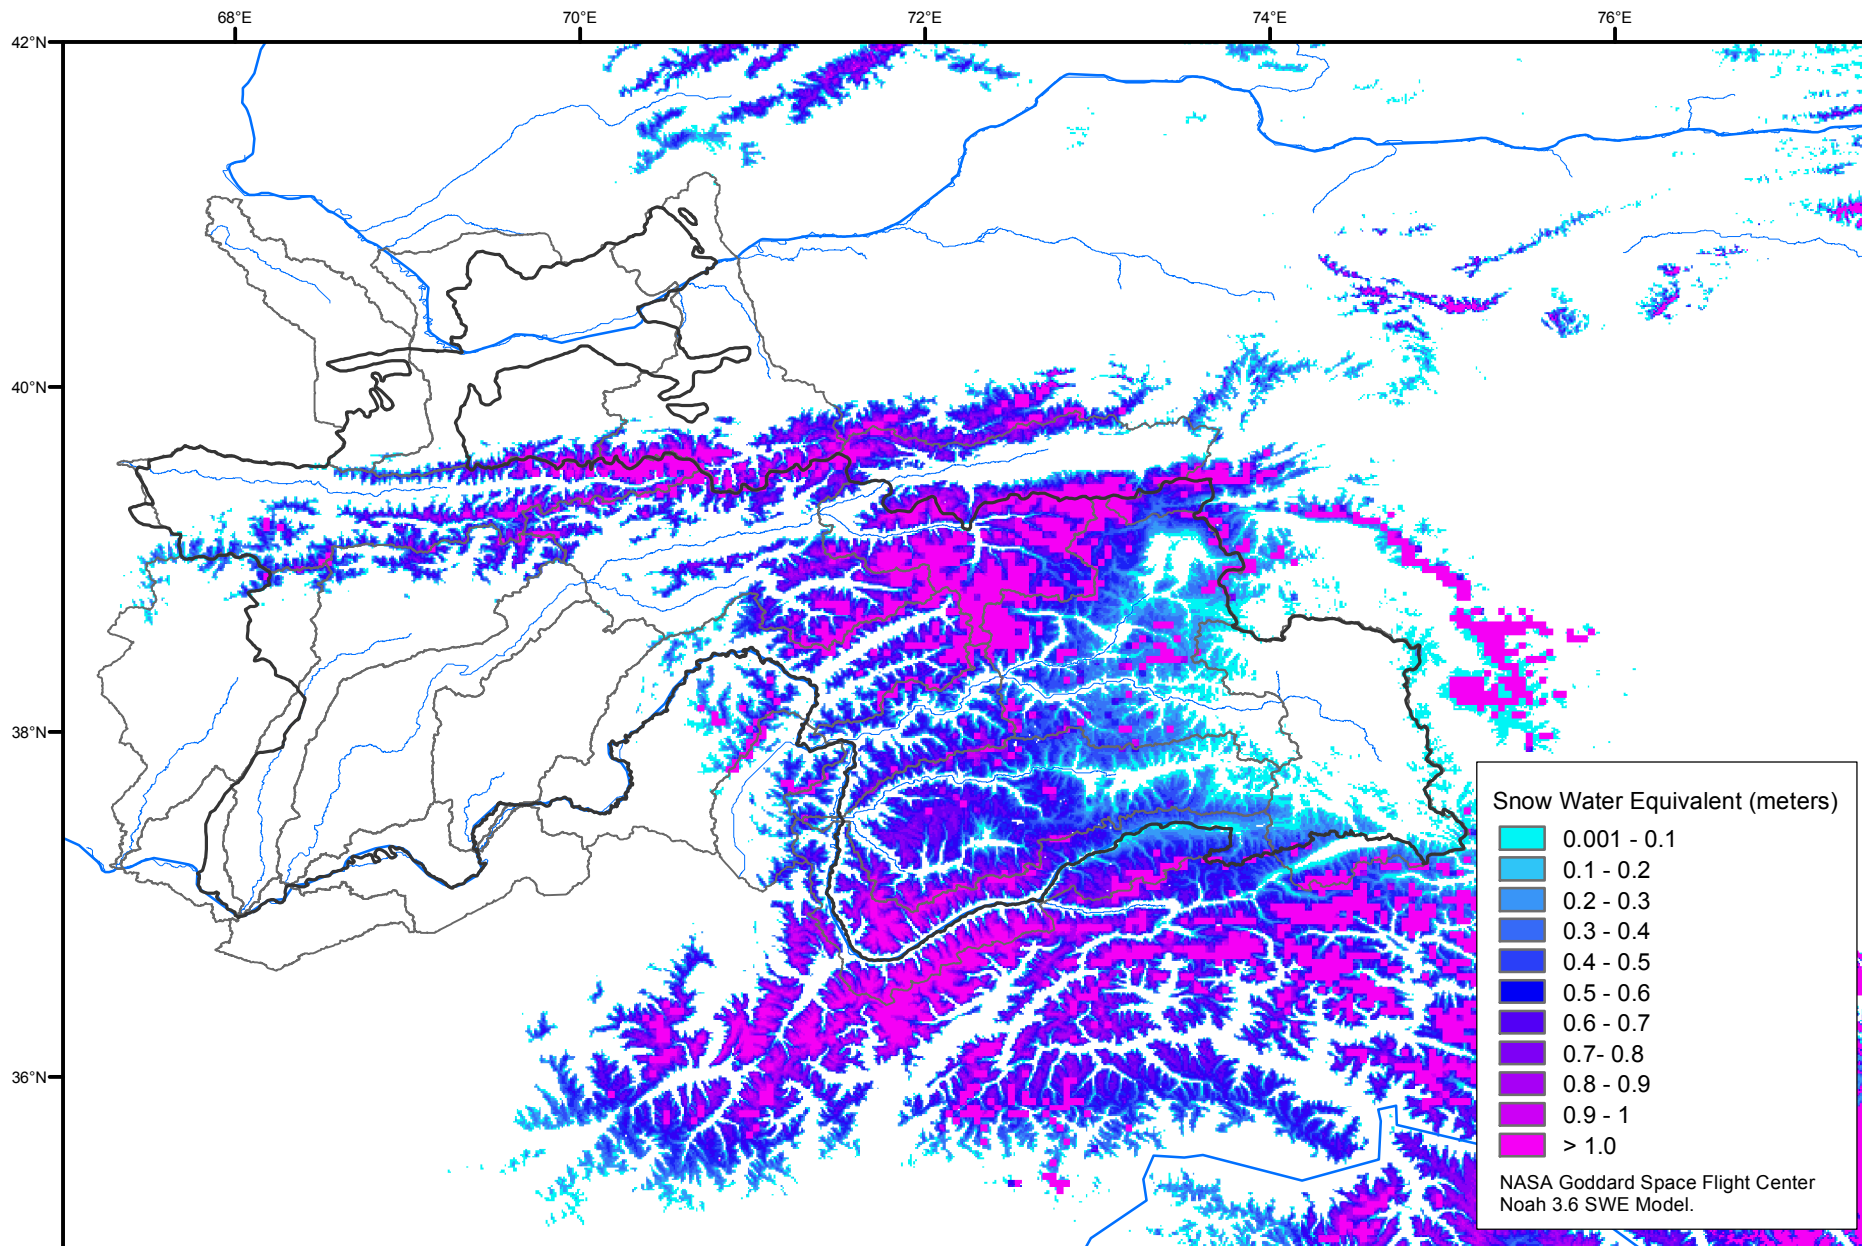 68°E
70°E
72°E
74°E
76°E
42°N
40°N
38°N
36°N
Snow Water Equivalent (meters)
0.001 - 0.1
0.1 - 0.2
0.2 - 0.3
0.3 - 0.4
0.4 - 0.5
0.5 - 0.6
0.6 - 0.7
0.7- 0.8
0.8 - 0.9
0.9 - 1
> 1.0
NASA Goddard Space Flight Center
Noah 3.6 SWE Model.